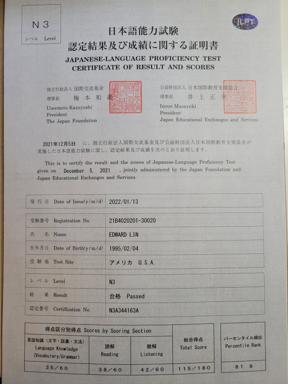 N3
レベル Level
JLPT
日本語能力試験
認定結果及び成績に関する証明書
JAPANESE-LANGUAGE PROFICIENCY TEST
CERTIFICATE OF RESULT AND SCORES
独立行政法人 国際交流基金
理事長 梅本和義
Umemoto Kazuyoshi
President
The Japan Foundation
公益財団法人 日本国際教育支援協会
理事長 井上正幸
Inoue Masayuki
President
Japan Educational Exchanges and Services
2021年12月5日に、独立行政法人国際交流基金及び公益財団法人日本国際教育支援協会が
実施した日本語能力試験に関し、認定結果及び成績を次のとおり証明します。
This is to certify the result and the scores of Japanese-Language Proficiency Test
given on December 5, 2021, jointly administered by the Japan Foundation and
Japan Educational Exchanges and Services.
発行日 Date of Issue(y/m/d) 2022/01/13
受験番号 Registration No. 21B4020201-30020
氏名 Name EDWARD LIN
生年月日 Date of Birth(y/m/d) 1995/02/04
受験地 Test Site アメリカ U.S.A.
レベル Level N3
結果 Result 合格 Passed
認定番号 Certification No. N3A344163A
得点区分別得点 Scores by Scoring Section
言語知識（文字・語彙・文法）
Language Knowledge
(Vocabulary/Grammar)
読解
Reading
聴解
Listening
総合得点
Total Score
パーセンタイル順位
Percentile Rank
35/60
38/60
42/60
115/180